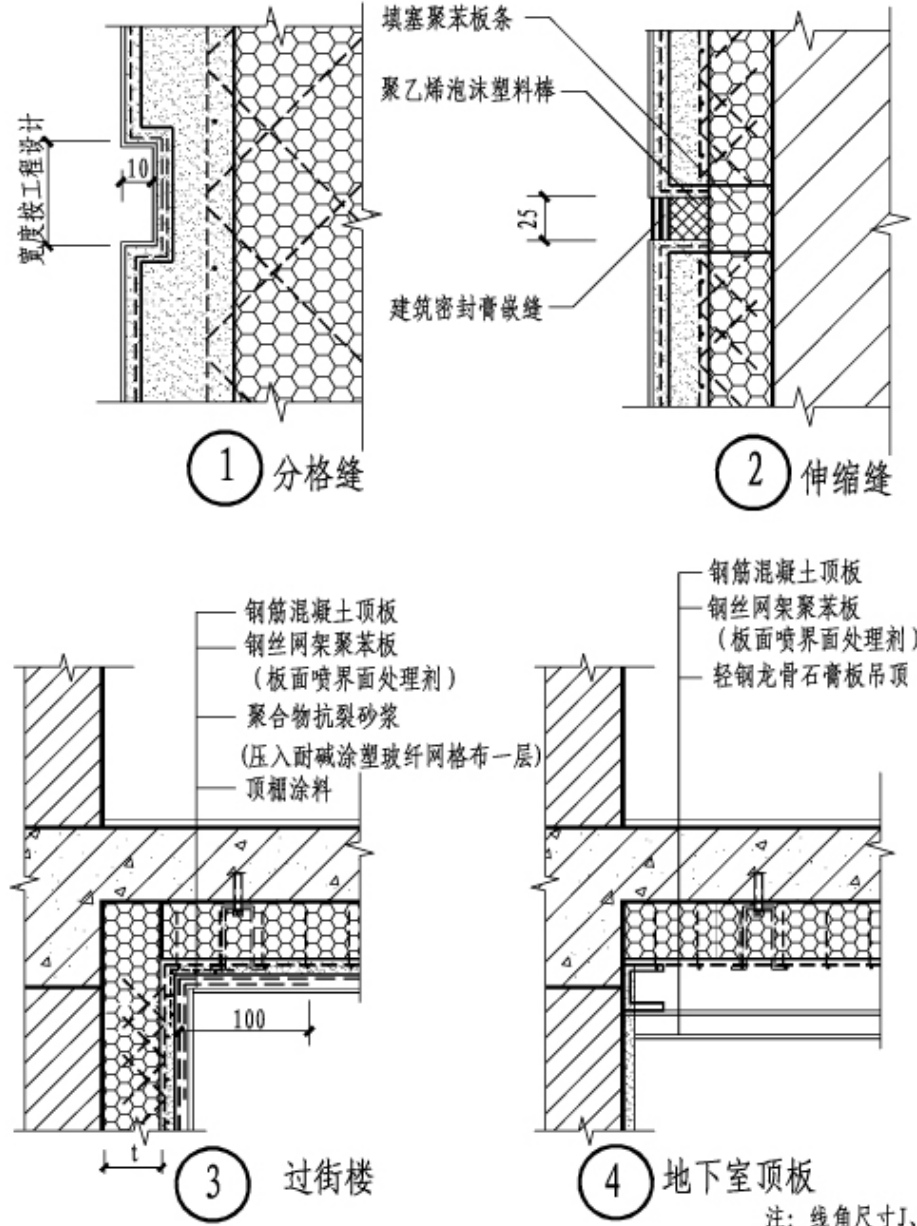 填塞聚苯板条
聚乙烯泡沫塑料棒
宽度按工程设计
10
25
建筑密封膏嵌缝
1 分格缝
2 伸缩缝
钢筋混凝土顶板
钢丝网架聚苯板
(板面喷界面处理剂)
聚合物抗裂砂浆
(压入耐碱涂塑玻纤网格布一层)
顶棚涂料
100
t
3 过街楼
钢筋混凝土顶板
钢丝网架聚苯板
(板面喷界面处理剂)
轻钢龙骨石膏板吊顶
4 地下室顶板
注: 线角尺寸I、